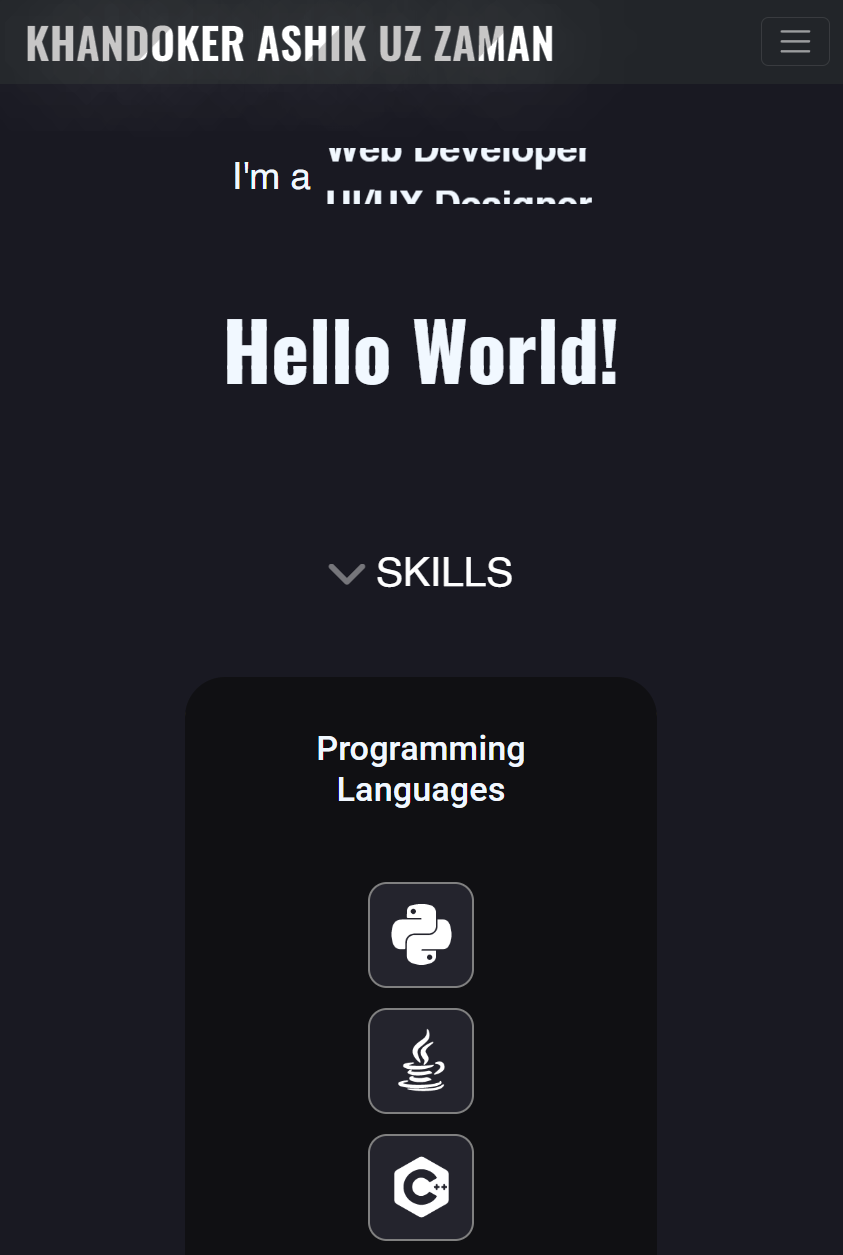 KHANDOKER ASHIK UZ ZAMAN
I'm a
Web Developer
UI/UX Designer
Hello World!
SKILLS
Programming
Languages
C++